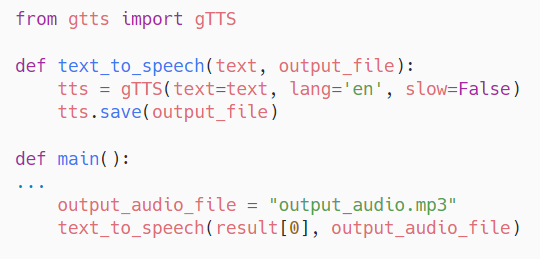 from gtts import gTTS

def text_to_speech(text, output_file):
    tts = gTTS(text=text, lang='en', slow=False)
    tts.save(output_file)

def main():
...
    output_audio_file = "output_audio.mp3"
    text_to_speech(result[0], output_audio_file)